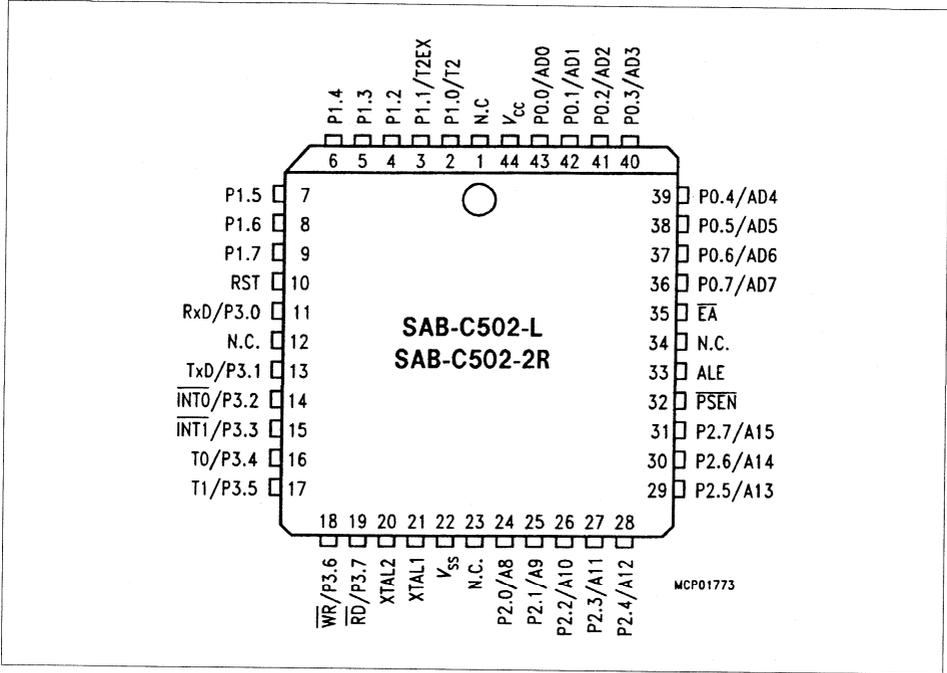 P1.4
P1.3
P1.2
P1.1/T2EX
P1.0/T2
N.C
VCC
P0.0/AD0
P0.1/AD1
P0.2/AD2
P0.3/AD3
6 5 4 3 2 1 44 43 42 41 40
P1.5 7
P1.6 8
P1.7 9
RST 10
RxD/P3.0 11
N.C. 12
TxD/P3.1 13
INT0/P3.2 14
INT1/P3.3 15
T0/P3.4 16
T1/P3.5 17
SAB-C502-L
SAB-C502-2R
39 P0.4/AD4
38 P0.5/AD5
37 P0.6/AD6
36 P0.7/AD7
35 EA
34 N.C.
33 ALE
32 PSEN
31 P2.7/A15
30 P2.6/A14
29 P2.5/A13
18 19 20 21 22 23 24 25 26 27 28
WR/P3.6
RD/P3.7
XTAL2
XTAL1
VSS
N.C.
P2.0/A8
P2.1/A9
P2.2/A10
P2.3/A11
P2.4/A12
MCP01773